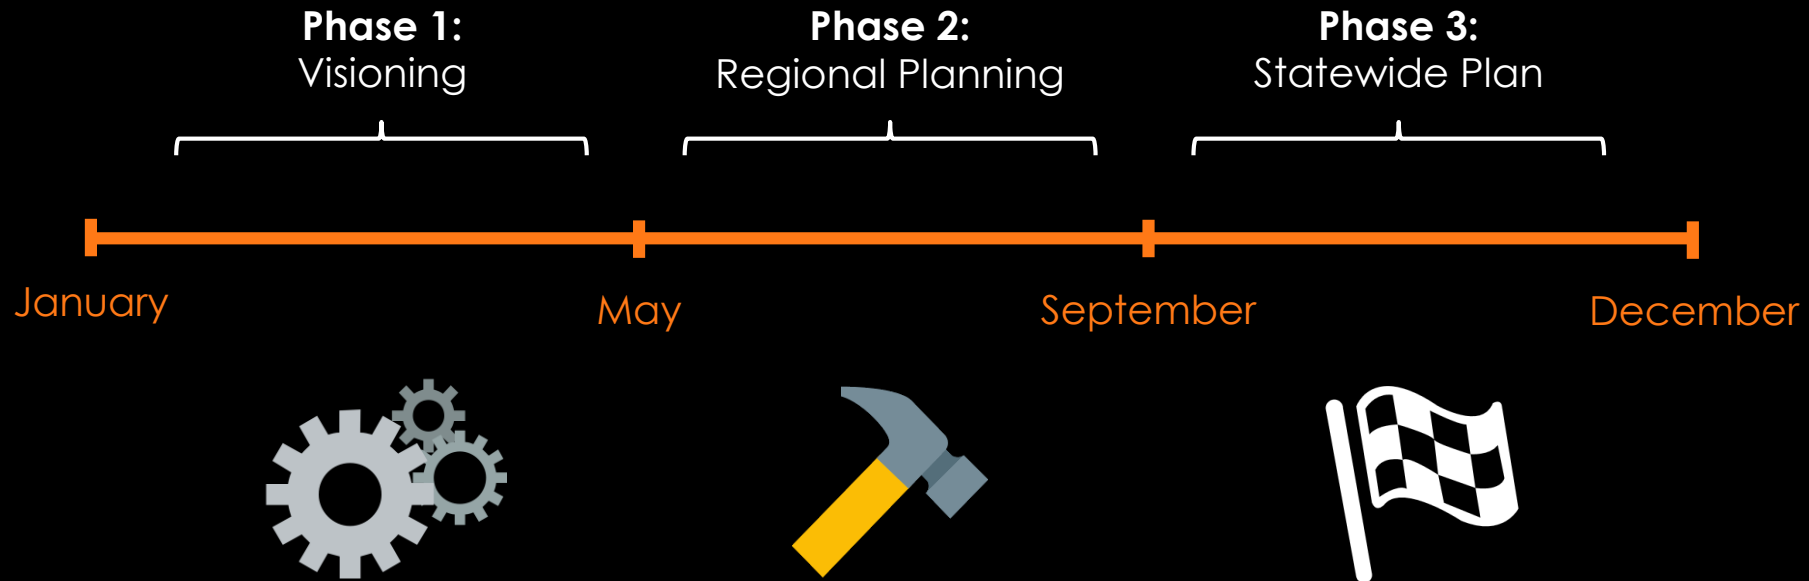 Phase 1:
Visioning
Phase 2:
Regional Planning
Phase 3:
Statewide Plan
January
May
September
December